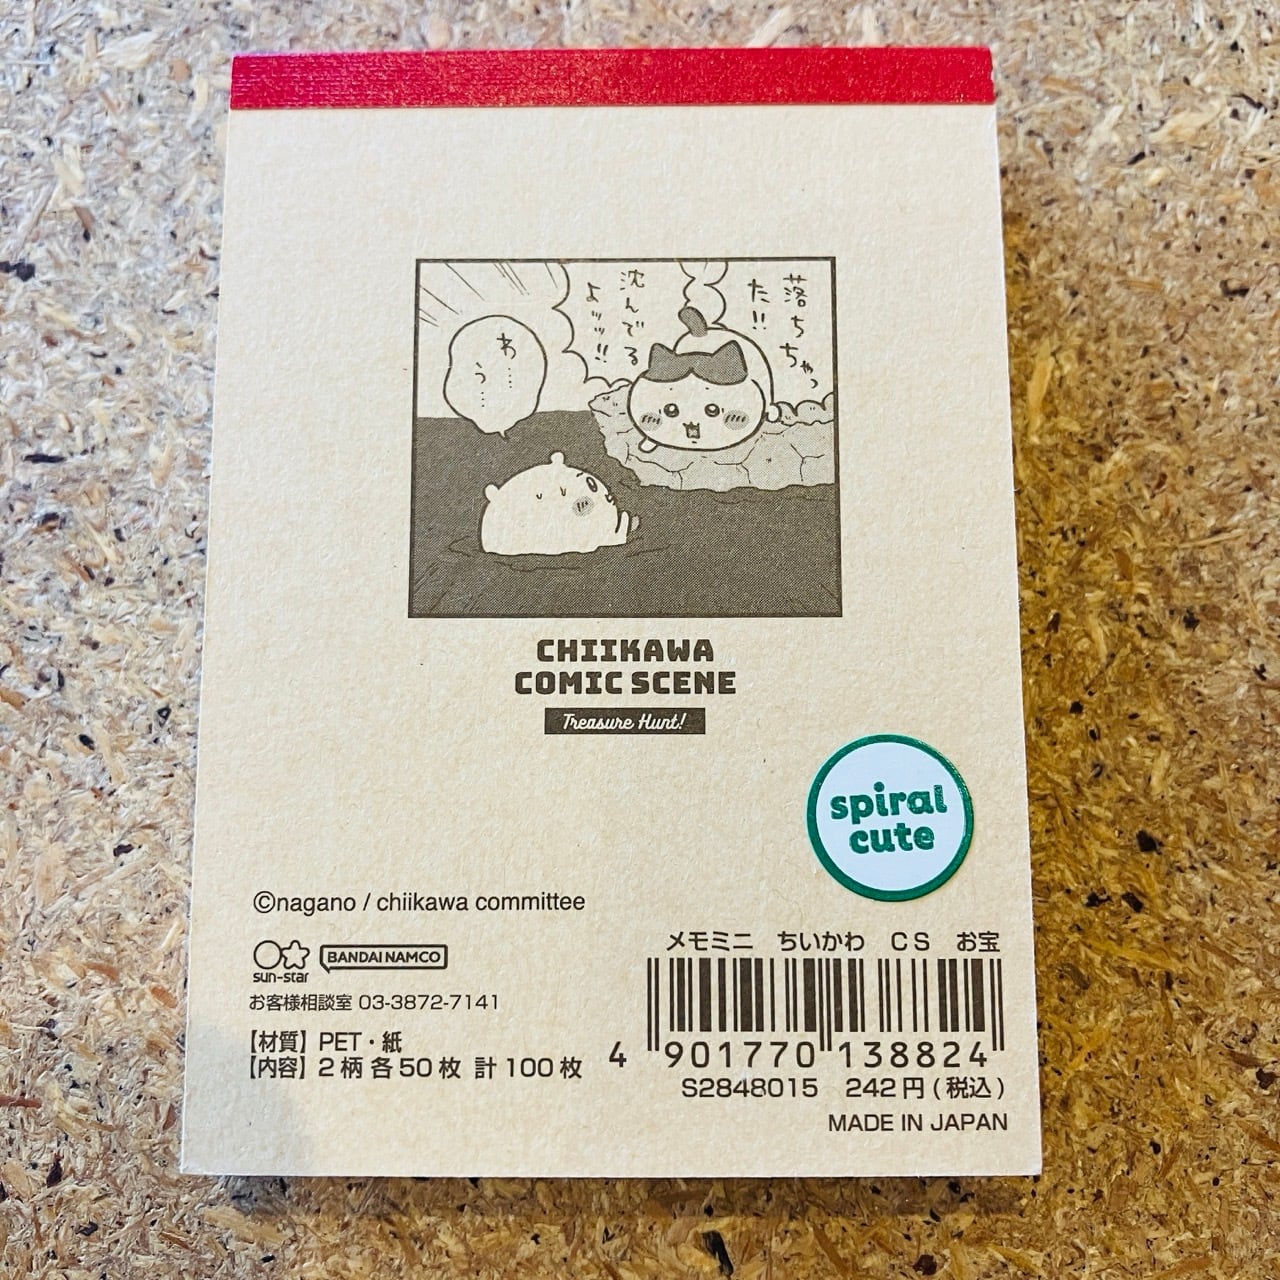 落ちちゃっ
た!!
沈んでる
よッッ!!
わ……
う…
CHIIKAWA
COMIC SCENE
Treasure Hunt!
spiral
cute
©nagano / chiikawa committee
sun-star
BANDAI NAMCO
お客様相談室 03-3872-7141
【材質】 PET・紙
【内容】 2柄 各50枚 計100枚
メモミニ ちいかわ CS お宝
4 901770 138824
S2848015 242円(税込)
MADE IN JAPAN